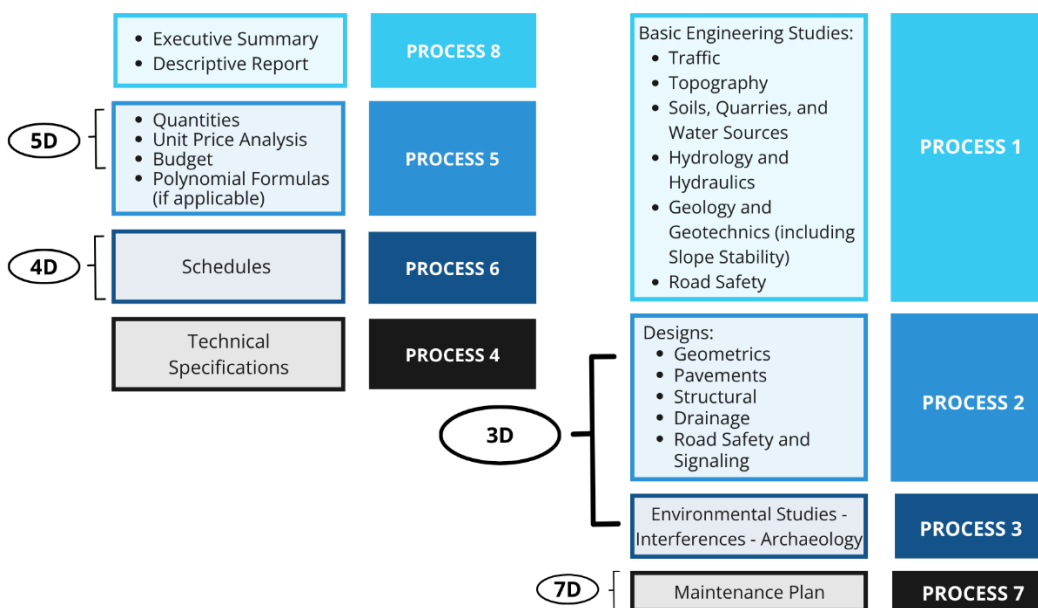 • Executive Summary
• Descriptive Report
PROCESS 8
5D
• Quantities
• Unit Price Analysis
• Budget
• Polynomial Formulas
(if applicable)
PROCESS 5
4D
Schedules
PROCESS 6
Technical
Specifications
PROCESS 4
Basic Engineering Studies:
• Traffic
• Topography
• Soils, Quarries, and
Water Sources
• Hydrology and
Hydraulics
• Geology and
Geotechnics (including
Slope Stability)
• Road Safety
PROCESS 1
3D
Designs:
• Geometrics
• Pavements
• Structural
• Drainage
• Road Safety and
Signaling
PROCESS 2
Environmental Studies -
Interferences - Archaeology
PROCESS 3
7D
Maintenance Plan
PROCESS 7